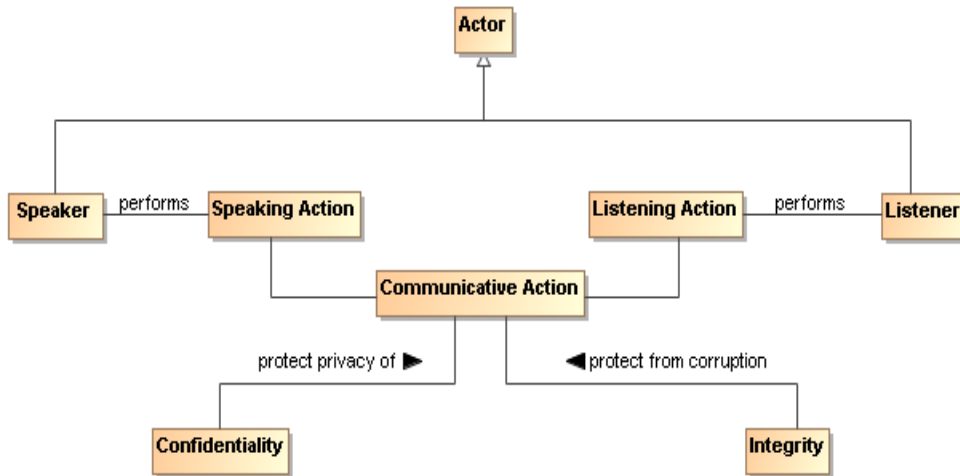 Actor
Speaker
performs
Speaking Action
Listening Action
performs
Listener
Communicative Action
protect privacy of
protect from corruption
Confidentiality
Integrity